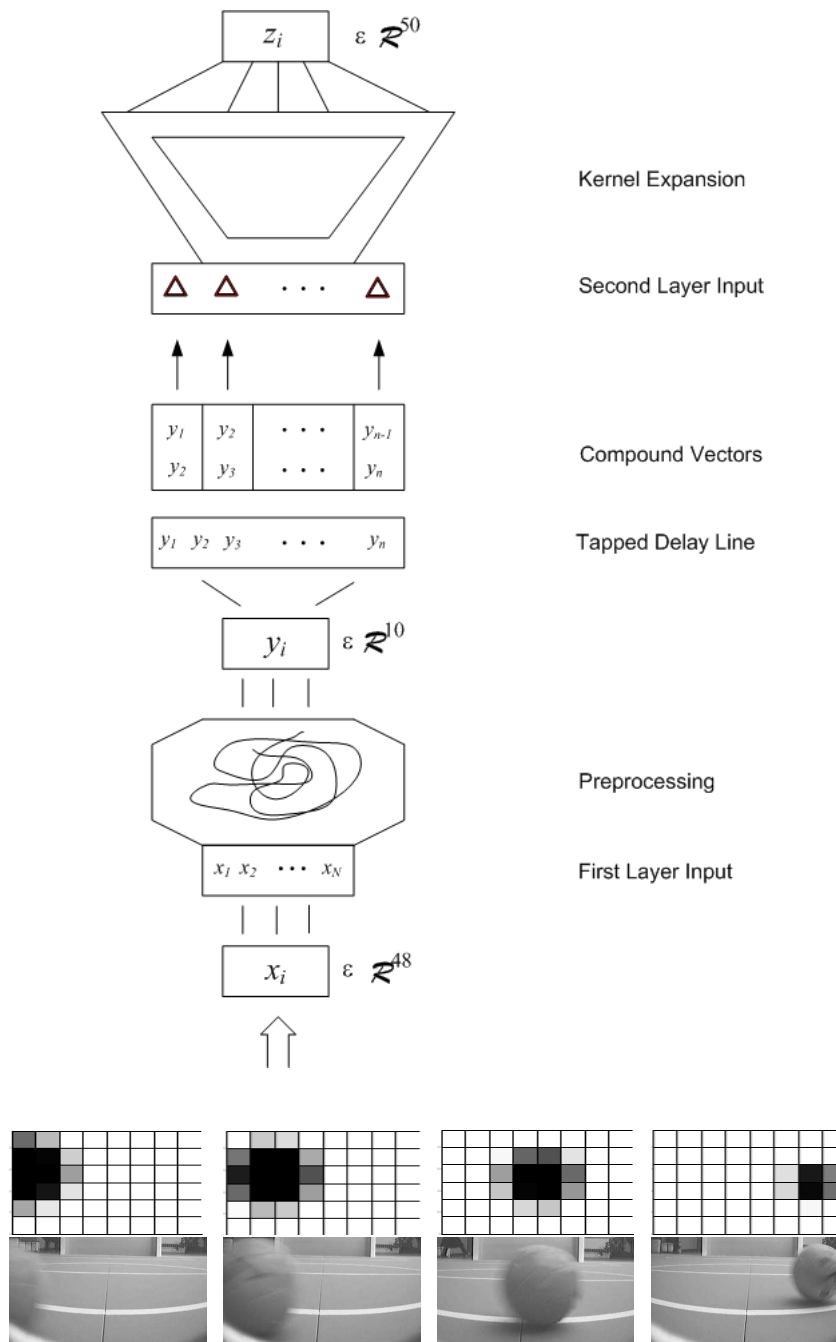 z_i ε ℛ^50
Kernel Expansion
△ △ · · · △ Second Layer Input
y_1 y_2 · · · y_{n-1}
y_2 y_3 · · · y_n
Compound Vectors
y_1 y_2 y_3 · · · y_n Tapped Delay Line
y_i ε ℛ^10
Preprocessing
x_1 x_2 ··· x_N First Layer Input
x_i ε ℛ^48